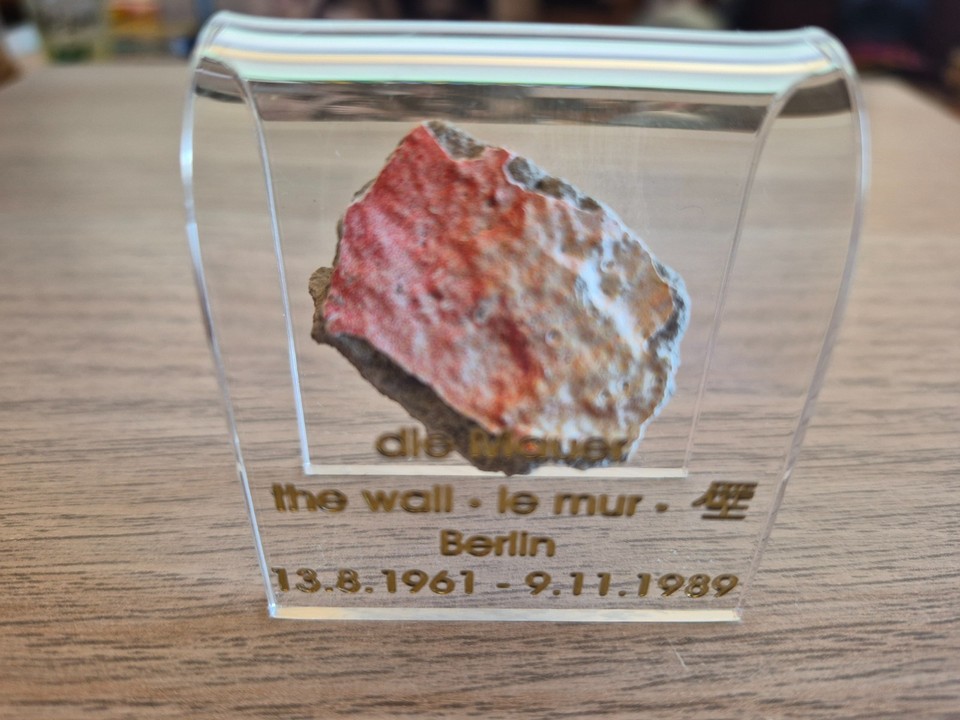 die Mauer
the wall · le mur · 壁
Berlin
13.8.1961 - 9.11.1989